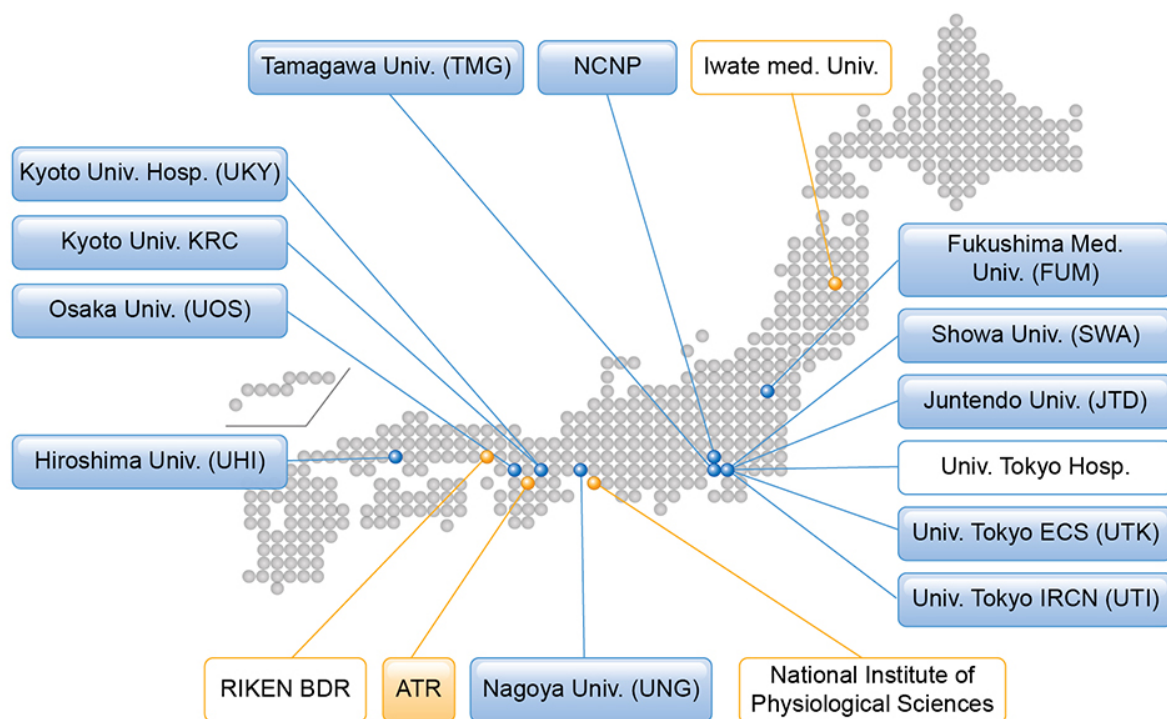 Tamagawa Univ. (TMG)
NCNP
Iwate med. Univ.
Kyoto Univ. Hosp. (UKY)
Kyoto Univ. KRC
Osaka Univ. (UOS)
Hiroshima Univ. (UHI)
Fukushima Med.
Univ. (FUM)
Showa Univ. (SWA)
Juntendo Univ. (JTD)
Univ. Tokyo Hosp.
Univ. Tokyo ECS (UTK)
Univ. Tokyo IRCN (UTI)
RIKEN BDR
ATR
Nagoya Univ. (UNG)
National Institute of
Physiological Sciences